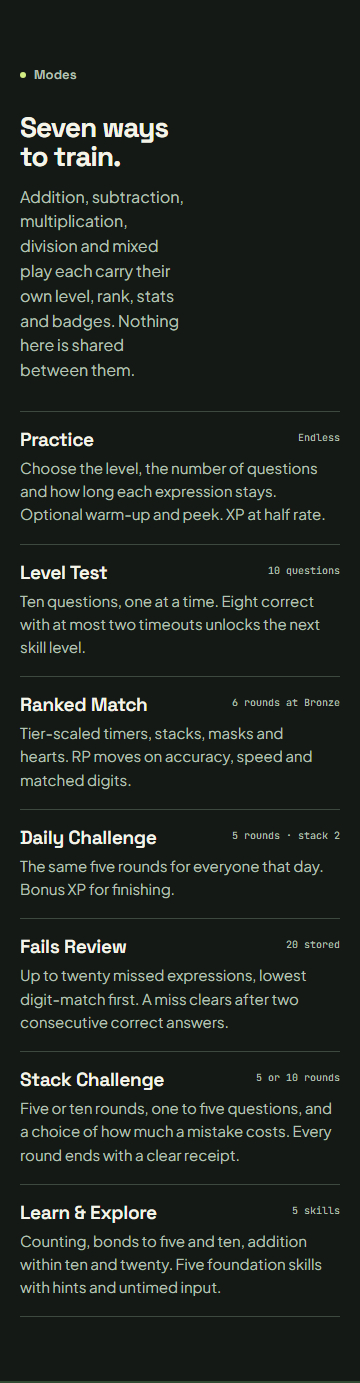 Modes
Seven ways
to train.
Addition, subtraction,
multiplication,
division and mixed
play each carry their
own level, rank, stats
and badges. Nothing
here is shared
between them.
Practice
Endless
Choose the level, the number of questions
and how long each expression stays.
Optional warm-up and peek. XP at half rate.
Level Test
10 questions
Ten questions, one at a time. Eight correct
with at most two timeouts unlocks the next
skill level.
Ranked Match
6 rounds at Bronze
Tier-scaled timers, stacks, masks and
hearts. RP moves on accuracy, speed and
matched digits.
Daily Challenge
5 rounds · stack 2
The same five rounds for everyone that day.
Bonus XP for finishing.
Fails Review
20 stored
Up to twenty missed expressions, lowest
digit-match first. A miss clears after two
consecutive correct answers.
Stack Challenge
5 or 10 rounds
Five or ten rounds, one to five questions, and
a choice of how much a mistake costs. Every
round ends with a clear receipt.
Learn & Explore
5 skills
Counting, bonds to five and ten, addition
within ten and twenty. Five foundation skills
with hints and untimed input.